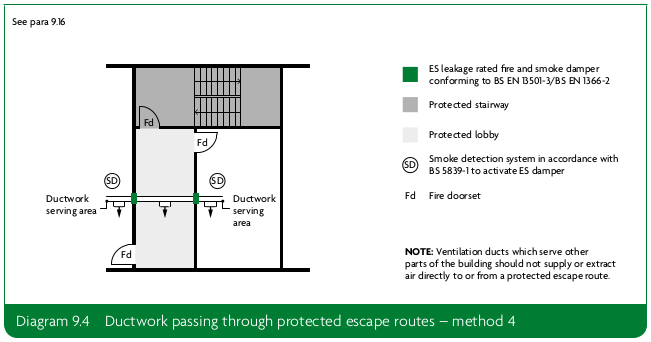 See para 9.16
Fd
Fd
SD
SD
Ductwork
serving area
Ductwork
serving
area
Fd
ES leakage rated fire and smoke damper
conforming to BS EN 13501-3/BS EN 1366-2
Protected stairway
Protected lobby
SD
Smoke detection system in accordance with
BS 5839-1 to activate ES damper
Fd
Fire doorset
NOTE: Ventilation ducts which serve other
parts of the building should not supply or extract
air directly to or from a protected escape route.
Diagram 9.4 Ductwork passing through protected escape routes – method 4